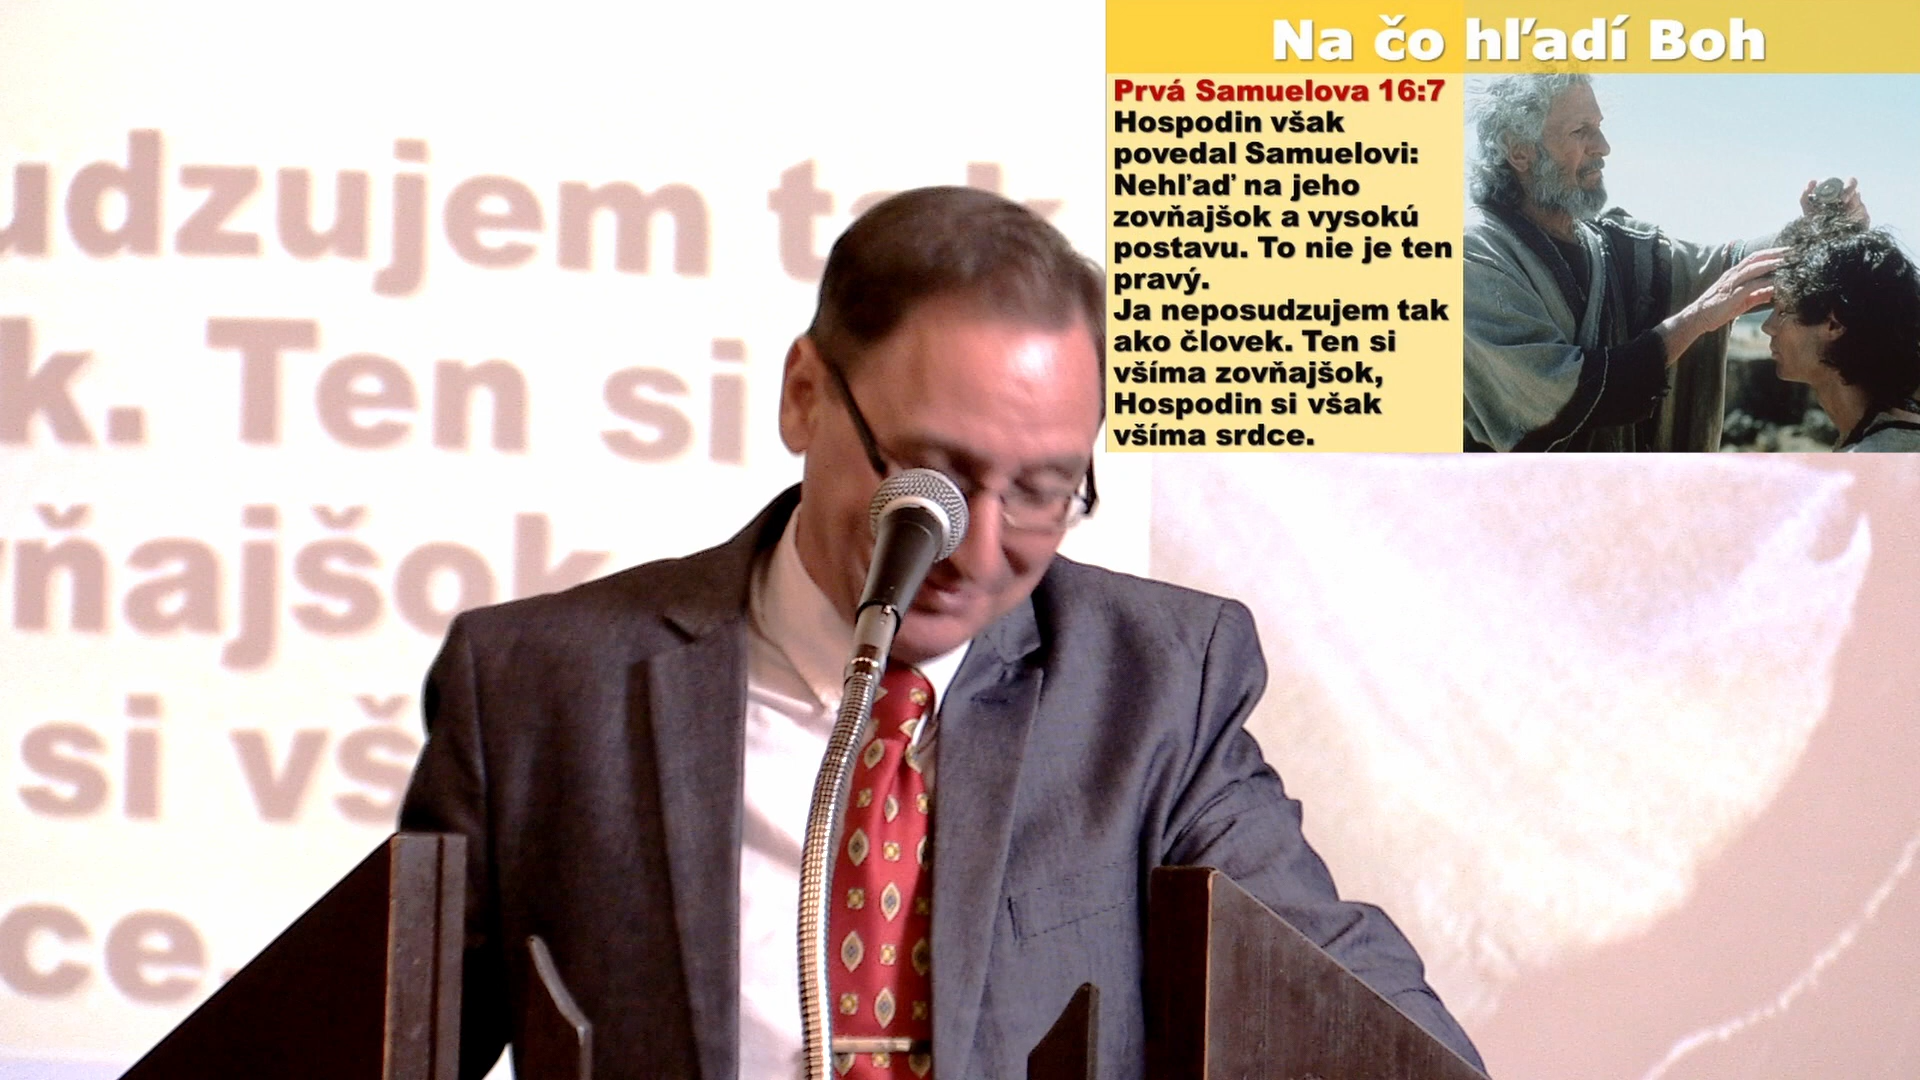 Na čo hľadí Boh
Prvá Samuelova 16:7
Hospodin však
povedal Samuelovi:
Nehľaď na jeho
zovňajšok a vysokú
postavu. To nie je ten
pravý.
Ja neposudzujem tak
ako človek. Ten si
všíma zovňajšok,
Hospodin si však
všíma srdce.
udzujem tak
k. Ten si
vňajšok
si vš
ce.